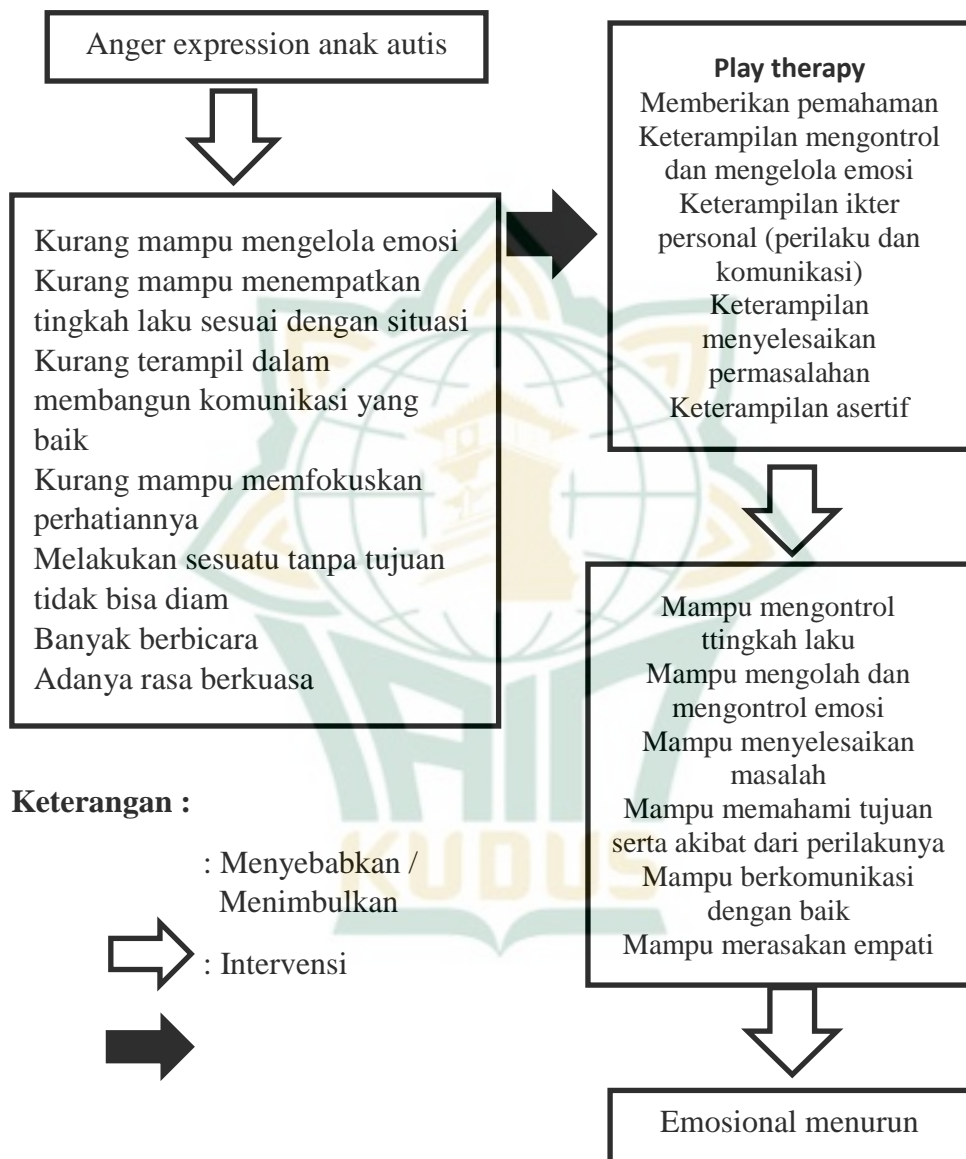 Anger expression anak autis
Kurang mampu mengelola emosi
Kurang mampu menempatkan
tingkah laku sesuai dengan situasi
Kurang terampil dalam
membangun komunikasi yang
baik
Kurang mampu memfokuskan
perhatiannya
Melakukan sesuatu tanpa tujuan
tidak bisa diam
Banyak berbicara
Adanya rasa berkuasa
Play therapy
Memberikan pemahaman
Keterampilan mengontrol
dan mengelola emosi
Keterampilan ikter
personal (perilaku dan
komunikasi)
Keterampilan
menyelesaikan
permasalahan
Keterampilan asertif
Mampu mengontrol
ttingkah laku
Mampu mengolah dan
mengontrol emosi
Mampu menyelesaikan
masalah
Mampu memahami tujuan
serta akibat dari perilakunya
Mampu berkomunikasi
dengan baik
Mampu merasakan empati
Emosional menurun
Keterangan :
: Menyebabkan /
Menimbulkan
: Intervensi
IAIN
KUDUS